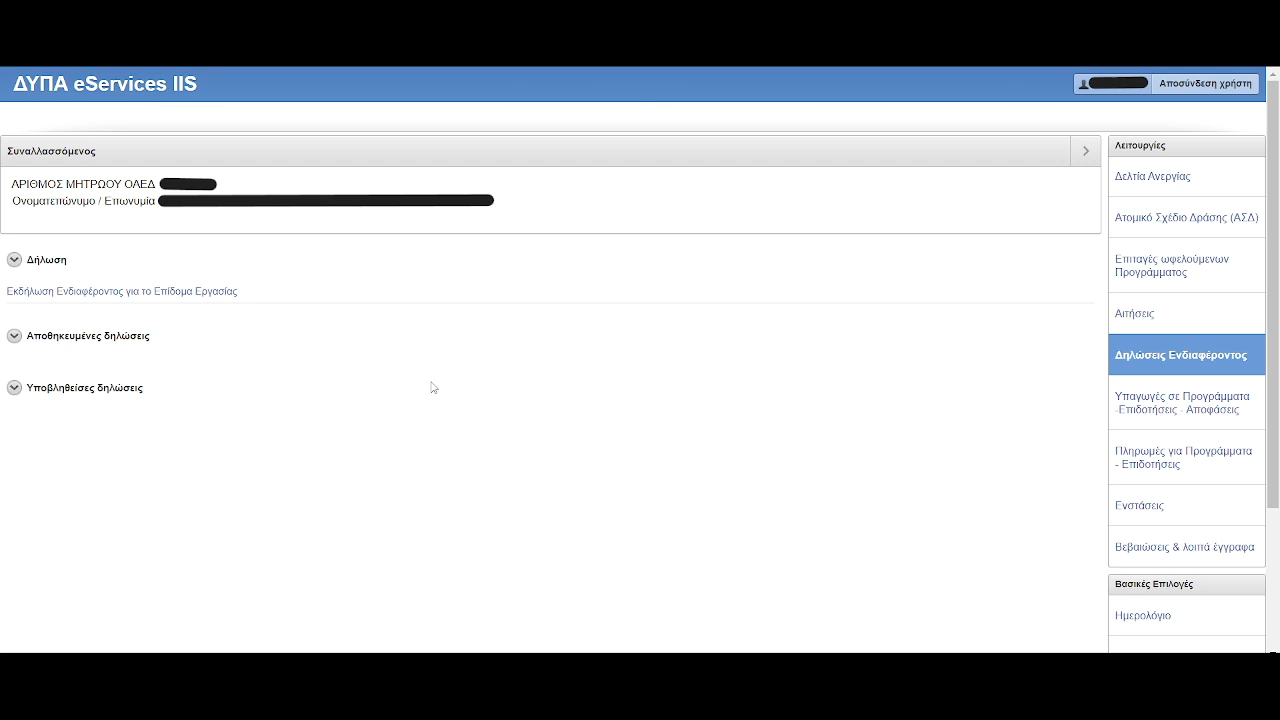 ΔΥΠΑ eServices IIS
Αποσύνδεση χρήστη
Συναλλασσόμενος
ΑΡΙΘΜΟΣ ΜΗΤΡΩΟΥ ΟΑΕΔ
Ονοματεπώνυμο / Επωνυμία
Δήλωση
Εκδήλωση Ενδιαφέροντος για το Επίδομα Εργασίας
Αποθηκευμένες δηλώσεις
Υποβληθείσες δηλώσεις
Λειτουργίες
Δελτία Ανεργίας
Ατομικό Σχέδιο Δράσης (ΑΣΔ)
Επιταγές ωφελούμενων
Προγράμματος
Αιτήσεις
Δηλώσεις Ενδιαφέροντος
Υπαγωγές σε Προγράμματα
-Επιδοτήσεις - Αποφάσεις
Πληρωμές για Προγράμματα
- Επιδοτήσεις
Ενστάσεις
Βεβαιώσεις & λοιπά έγγραφα
Βασικές Επιλογές
Ημερολόγιο